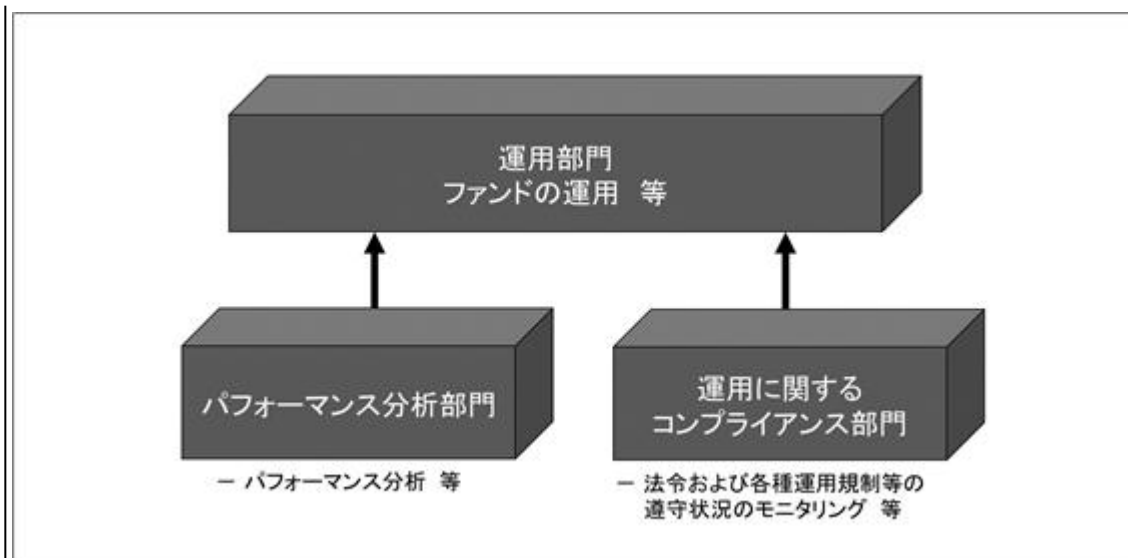 運用部門
ファンドの運用 等
パフォーマンス分析部門
運用に関する
コンプライアンス部門
－ パフォーマンス分析 等
－ 法令および各種運用規制等の
遵守状況のモニタリング 等